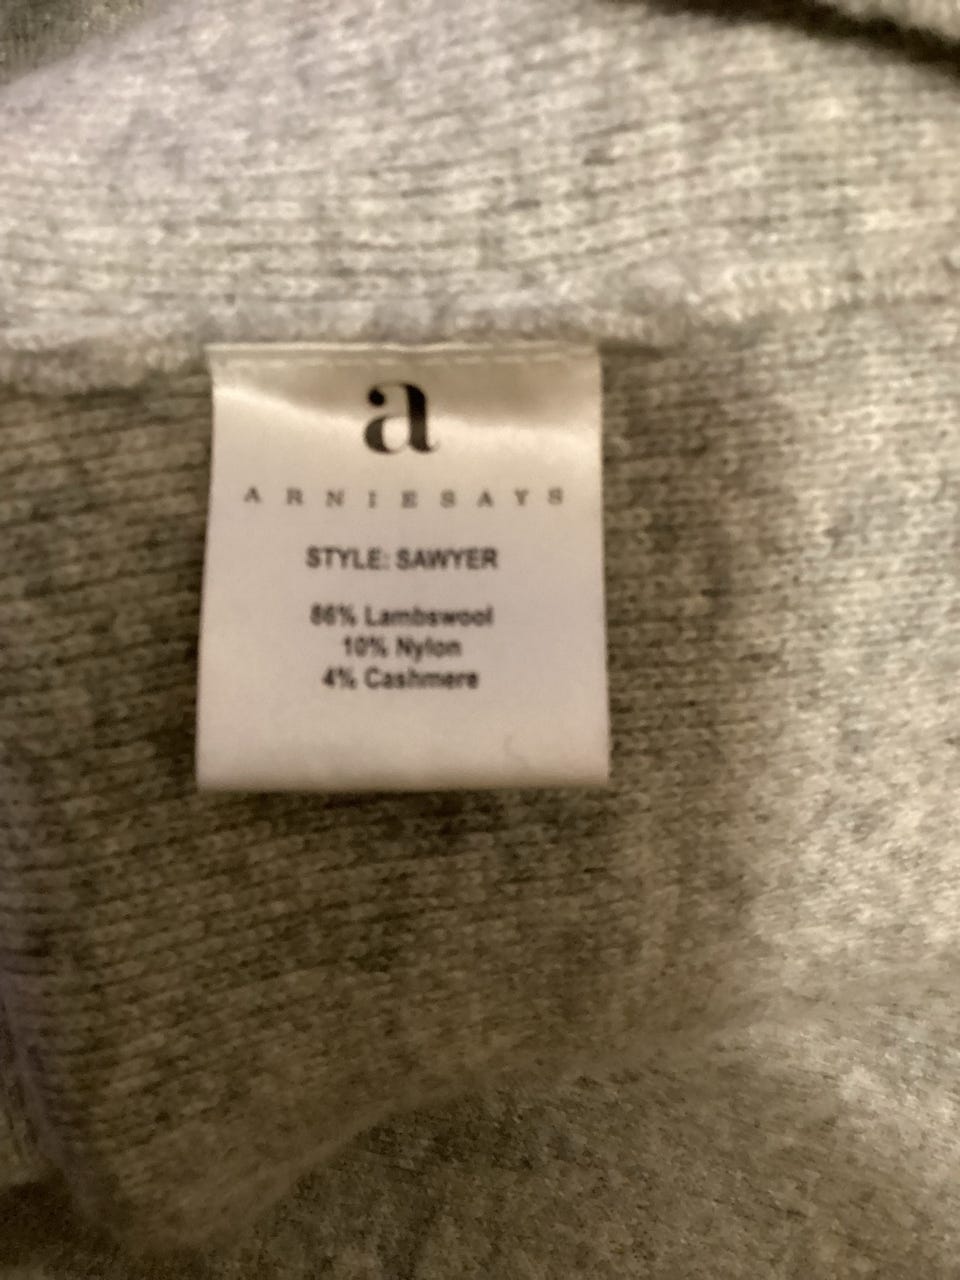 a
ARNIESAYS
STYLE: SAWYER
86% Lambswool
10% Nylon
4% Cashmere